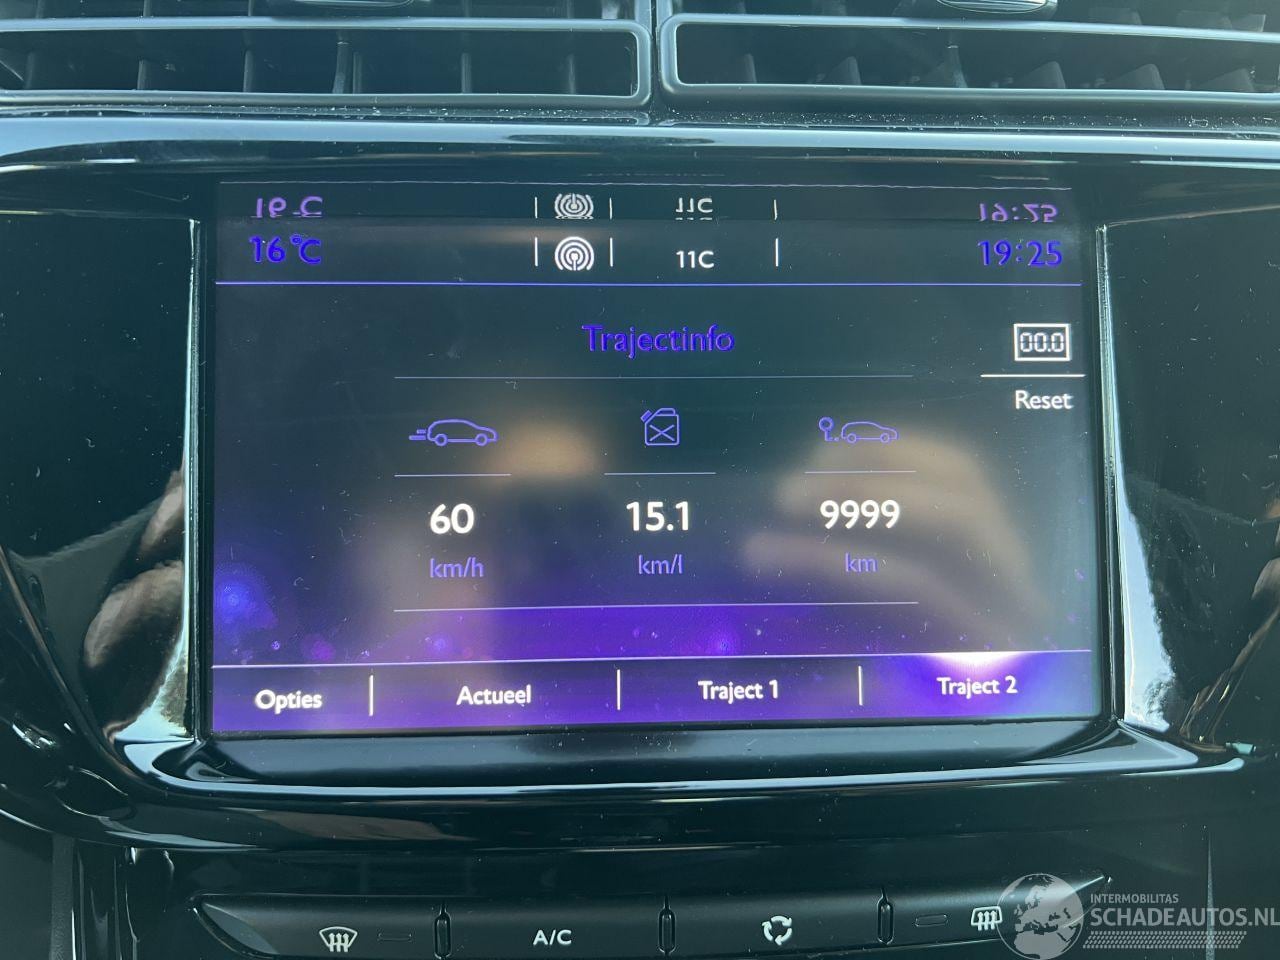 16°C 11C 19:25
Trajectinfo
00.0
Reset
60 15.1 9999
km/h km/l km
Opties Actueel Traject 1 Traject 2
A/C
INTERMOBILITAS
SCHADEAUTOS.NL